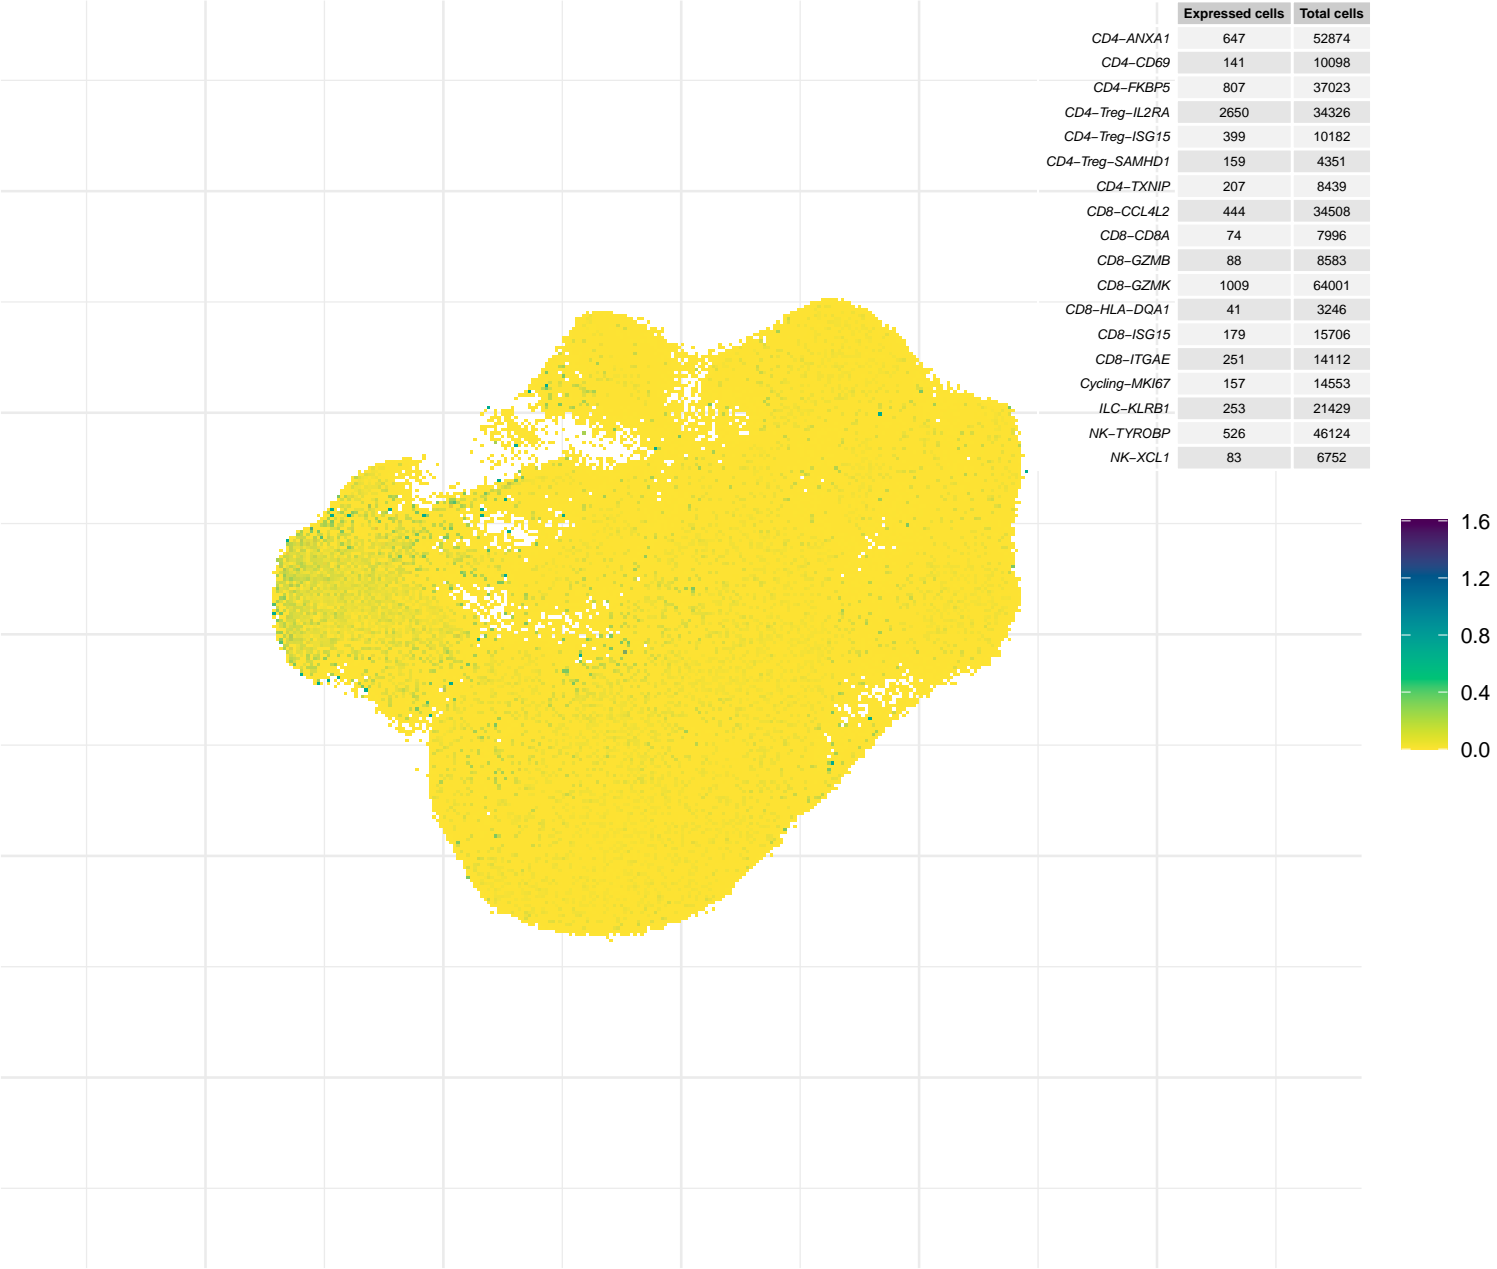 Expressed cells Total cells
CD4−ANXA1 647 52874
CD4−CD69 141 10098
CD4−FKBP5 807 37023
CD4−Treg−IL2RA 2650 34326
CD4−Treg−ISG15 399 10182
CD4−Treg−SAMHD1 159 4351
CD4−TXNIP 207 8439
CD8−CCL4L2 444 34508
CD8−CD8A 74 7996
CD8−GZMB 88 8583
CD8−GZMK 1009 64001
CD8−HLA−DQA1 41 3246
CD8−ISG15 179 15706
CD8−ITGAE 251 14112
Cycling−MKI67 157 14553
ILC−KLRB1 253 21429
NK−TYROBP 526 46124
NK−XCL1 83 6752
1.6
1.2
0.8
0.4
0.0